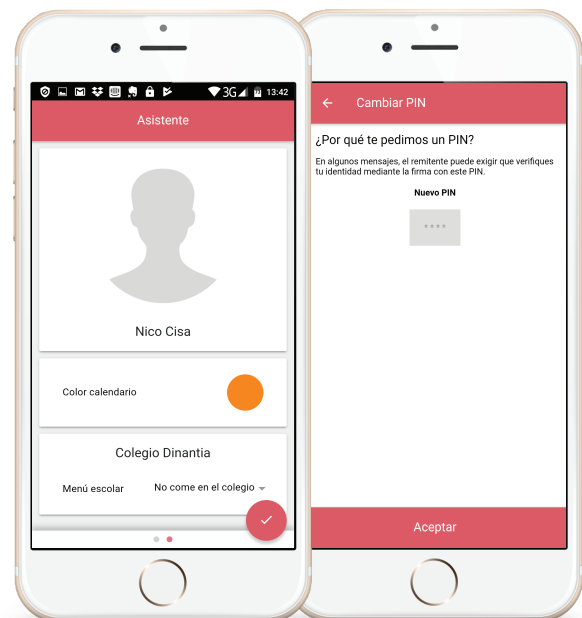 3G 13:42
Asistente
Nico Cisa
Color calendario
Colegio Dinantia
Menú escolar No come en el colegio
Cambiar PIN
¿Por qué te pedimos un PIN?
En algunos mensajes, el remitente puede exigir que verifiques
tu identidad mediante la firma con este PIN.
Nuevo PIN
****
Aceptar